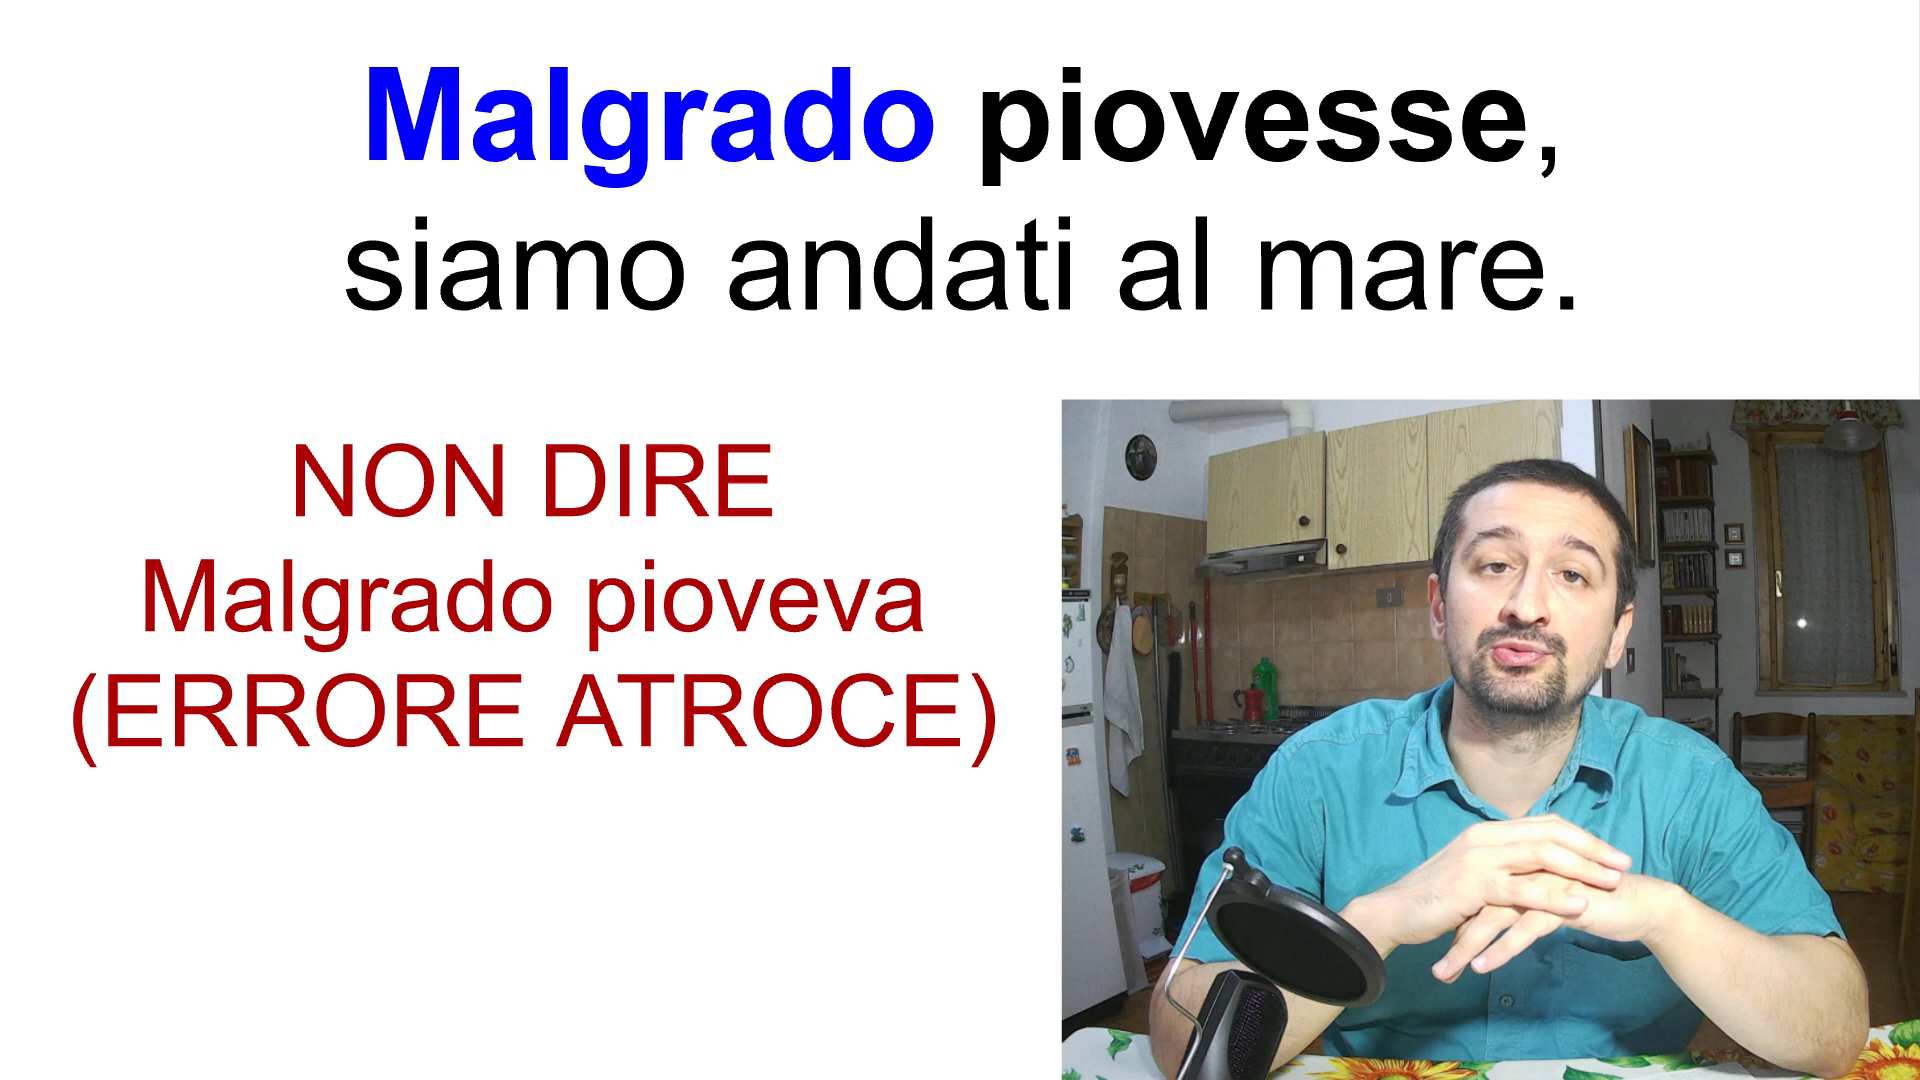 Malgrado piovesse,
siamo andati al mare.
NON DIRE
Malgrado pioveva
(ERRORE ATROCE)